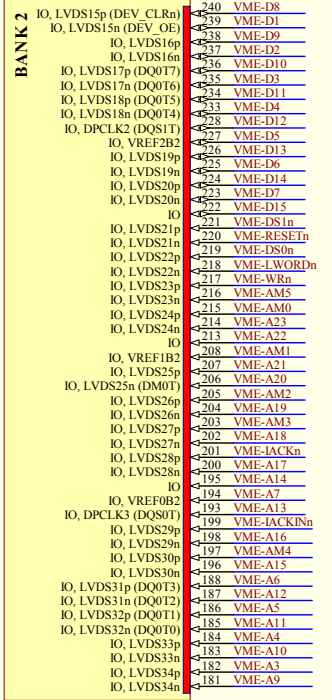 BANK 2
IO, LVDS15p (DEV_CLRn) 240 VME-D8
IO, LVDS15n (DEV_OE) 239 VME-D1
IO, LVDS16p 238 VME-D9
IO, LVDS16n 237 VME-D2
IO, LVDS17p (DQ0T7) 236 VME-D10
IO, LVDS17n (DQ0T6) 235 VME-D3
IO, LVDS18p (DQ0T5) 234 VME-D11
IO, LVDS18n (DQ0T4) 233 VME-D4
IO, DPCLK2 (DQS1T) 228 VME-D12
IO, VREF2B2 227 VME-D5
IO, LVDS19p 226 VME-D13
IO, LVDS19n 225 VME-D6
IO, LVDS20p 224 VME-D14
IO, LVDS20n 223 VME-D7
IO 222 VME-D15
IO, LVDS21p 221 VME-DS1n
IO, LVDS21n 220 VME-RESETn
IO, LVDS22p 219 VME-DS0n
IO, LVDS22n 218 VME-LWORDn
IO, LVDS23p 217 VME-WRn
IO, LVDS23n 216 VME-AM5
IO, LVDS24p 215 VME-AM0
IO, LVDS24n 214 VME-A23
IO 213 VME-A22
IO, VREF1B2 208 VME-AM1
IO, LVDS25p 207 VME-A21
IO, LVDS25n (DM0T) 206 VME-A20
IO, LVDS26p 205 VME-AM2
IO, LVDS26n 204 VME-A19
IO, LVDS27p 203 VME-AM3
IO, LVDS27n 202 VME-A18
IO, LVDS28p 201 VME-IACKn
IO, LVDS28n 200 VME-A17
IO 195 VME-A14
IO, VREF0B2 194 VME-A7
IO, DPCLK3 (DQS0T) 193 VME-A13
IO, LVDS29p 199 VME-IACKINn
IO, LVDS29n 198 VME-A16
IO, LVDS30p 197 VME-AM4
IO, LVDS30n 196 VME-A15
IO, LVDS31p (DQ0T3) 188 VME-A6
IO, LVDS31n (DQ0T2) 187 VME-A12
IO, LVDS32p (DQ0T1) 186 VME-A5
IO, LVDS32n (DQ0T0) 185 VME-A11
IO, LVDS33p 184 VME-A4
IO, LVDS33n 183 VME-A10
IO, LVDS34p 182 VME-A3
IO, LVDS34n 181 VME-A9